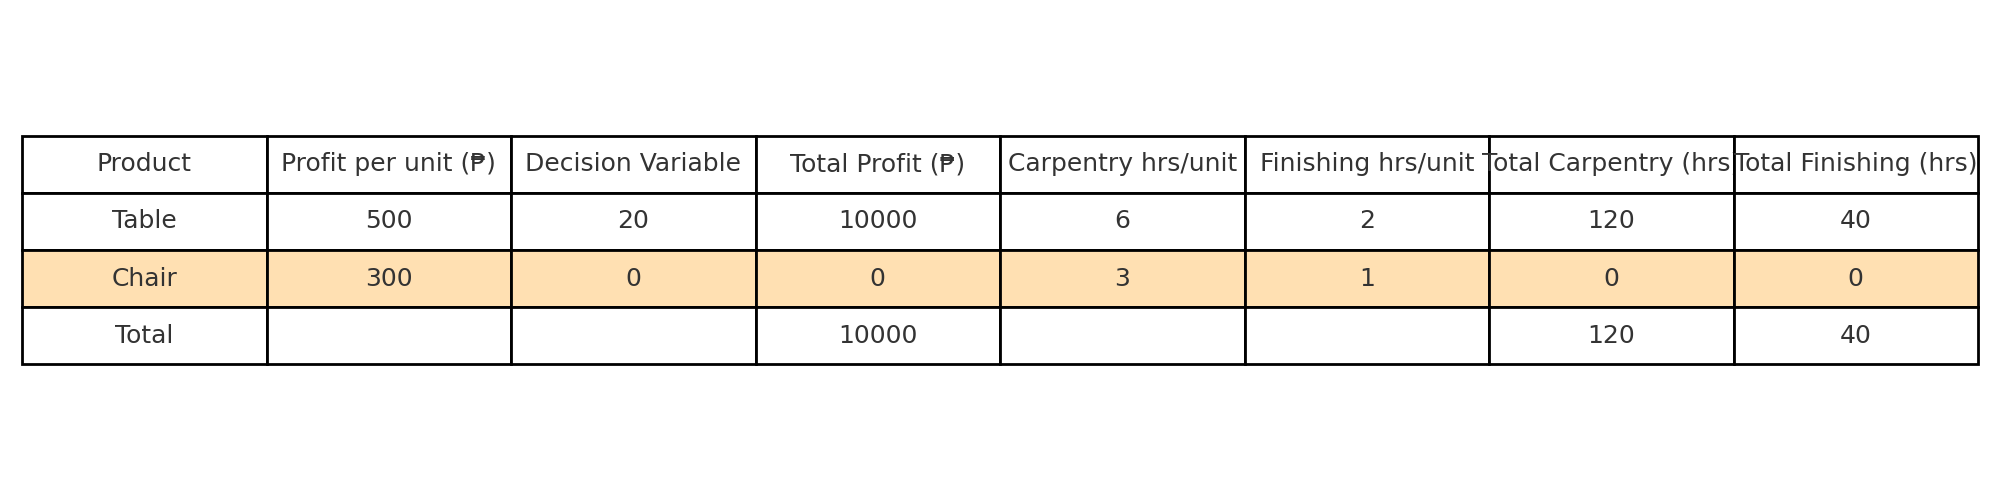 Product Profit per unit (₱) Decision Variable Total Profit (₱) Carpentry hrs/unit Finishing hrs/unit Total Carpentry (hrs) Total Finishing (hrs)
Table 500 20 10000 6 2 120 40
Chair 300 0 0 3 1 0 0
Total 10000 120 40